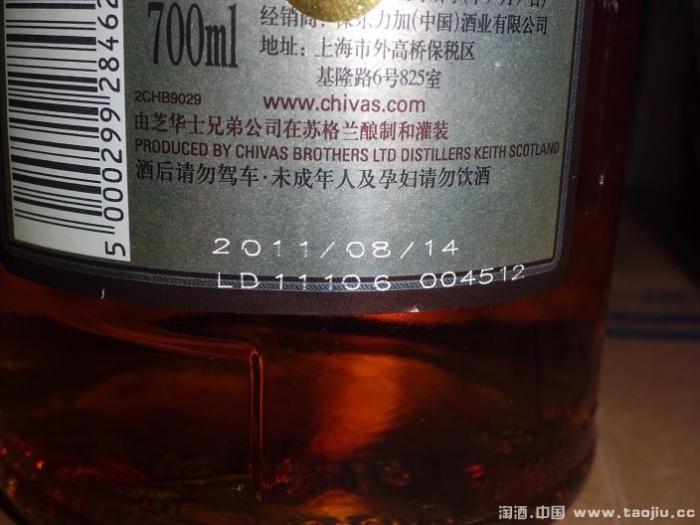 700ml
经销商: 保乐力加(中国)酒业有限公司
地址: 上海市外高桥保税区
基隆路6号825室
2CHB9029
www.chivas.com
由芝华士兄弟公司在苏格兰酿制和灌装
PRODUCED BY CHIVAS BROTHERS LTD DISTILLERS KEITH SCOTLAND
酒后请勿驾车·未成年人及孕妇请勿饮酒
5 000299 28462
2011/08/14
LD11106 004512
淘酒.中国 www.taojiu.cc